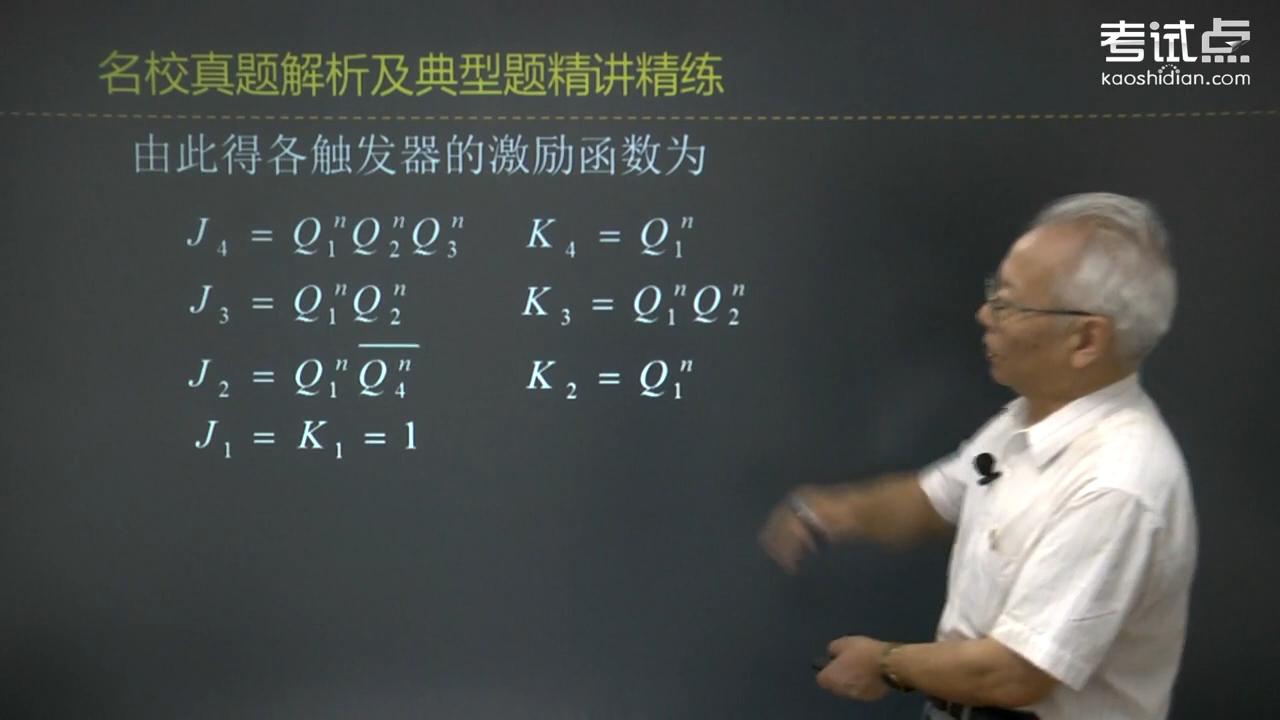 考试点
kaoshidian.com
名校真题解析及典型题精讲精练
由此得各触发器的激励函数为
J₄ = Q₁ⁿQ₂ⁿQ₃ⁿ K₄ = Q₁ⁿ
J₃ = Q₁ⁿQ₂ⁿ K₃ = Q₁ⁿQ₂ⁿ
J₂ = Q₁ⁿ\overline{Q₄ⁿ} K₂ = Q₁ⁿ
J₁ = K₁ = 1